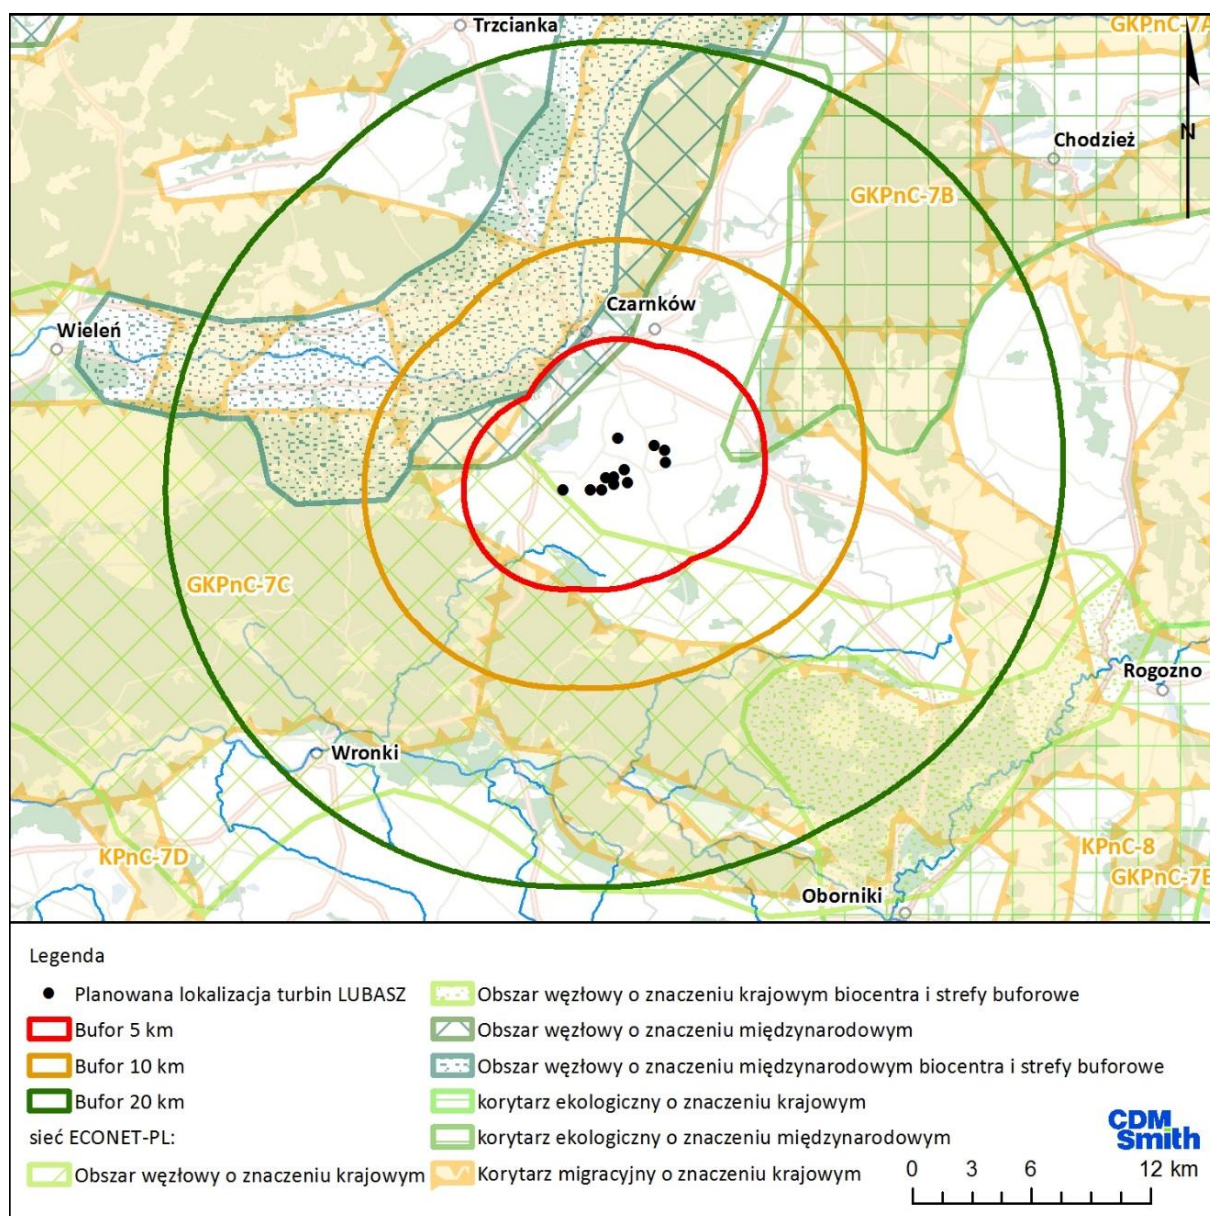 Trzcianka
GKPnC-7A
N
Chodzież
GKPnC-7B
Czarnków
Wieleń
GKPnC-7C
Rogozno
Wronki
KPnC-7D
KPnC-8
GKPnC-7E
Oborniki
Legenda
Planowana lokalizacja turbin LUBASZ
Bufor 5 km
Bufor 10 km
Bufor 20 km
sieć ECONET-PL:
Obszar węzłowy o znaczeniu krajowym
Obszar węzłowy o znaczeniu krajowym biocentra i strefy buforowe
Obszar węzłowy o znaczeniu międzynarodowym
Obszar węzłowy o znaczeniu międzynarodowym biocentra i strefy buforowe
korytarz ekologiczny o znaczeniu krajowym
korytarz ekologiczny o znaczeniu międzynarodowym
Korytarz migracyjny o znaczeniu krajowym
CDM
Smith
0 3 6 12 km